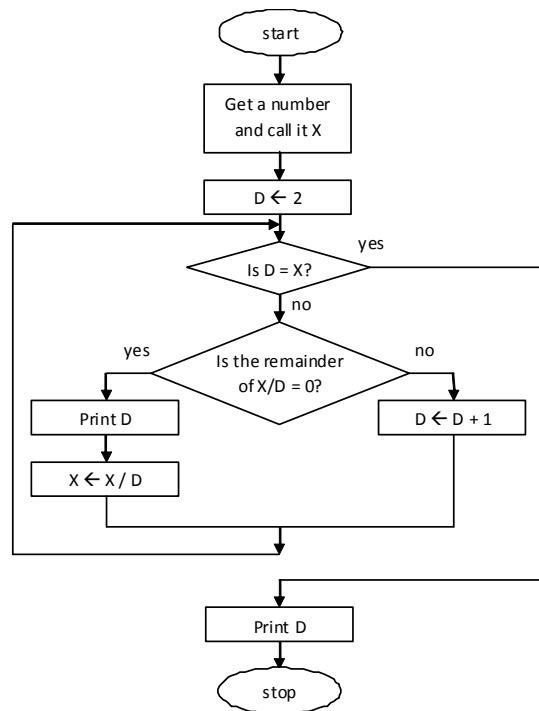 start
Get a number
and call it X
D ← 2
Is D = X?
yes
no
Is the remainder
of X/D = 0?
yes
no
Print D
D ← D + 1
X ← X / D
Print D
stop